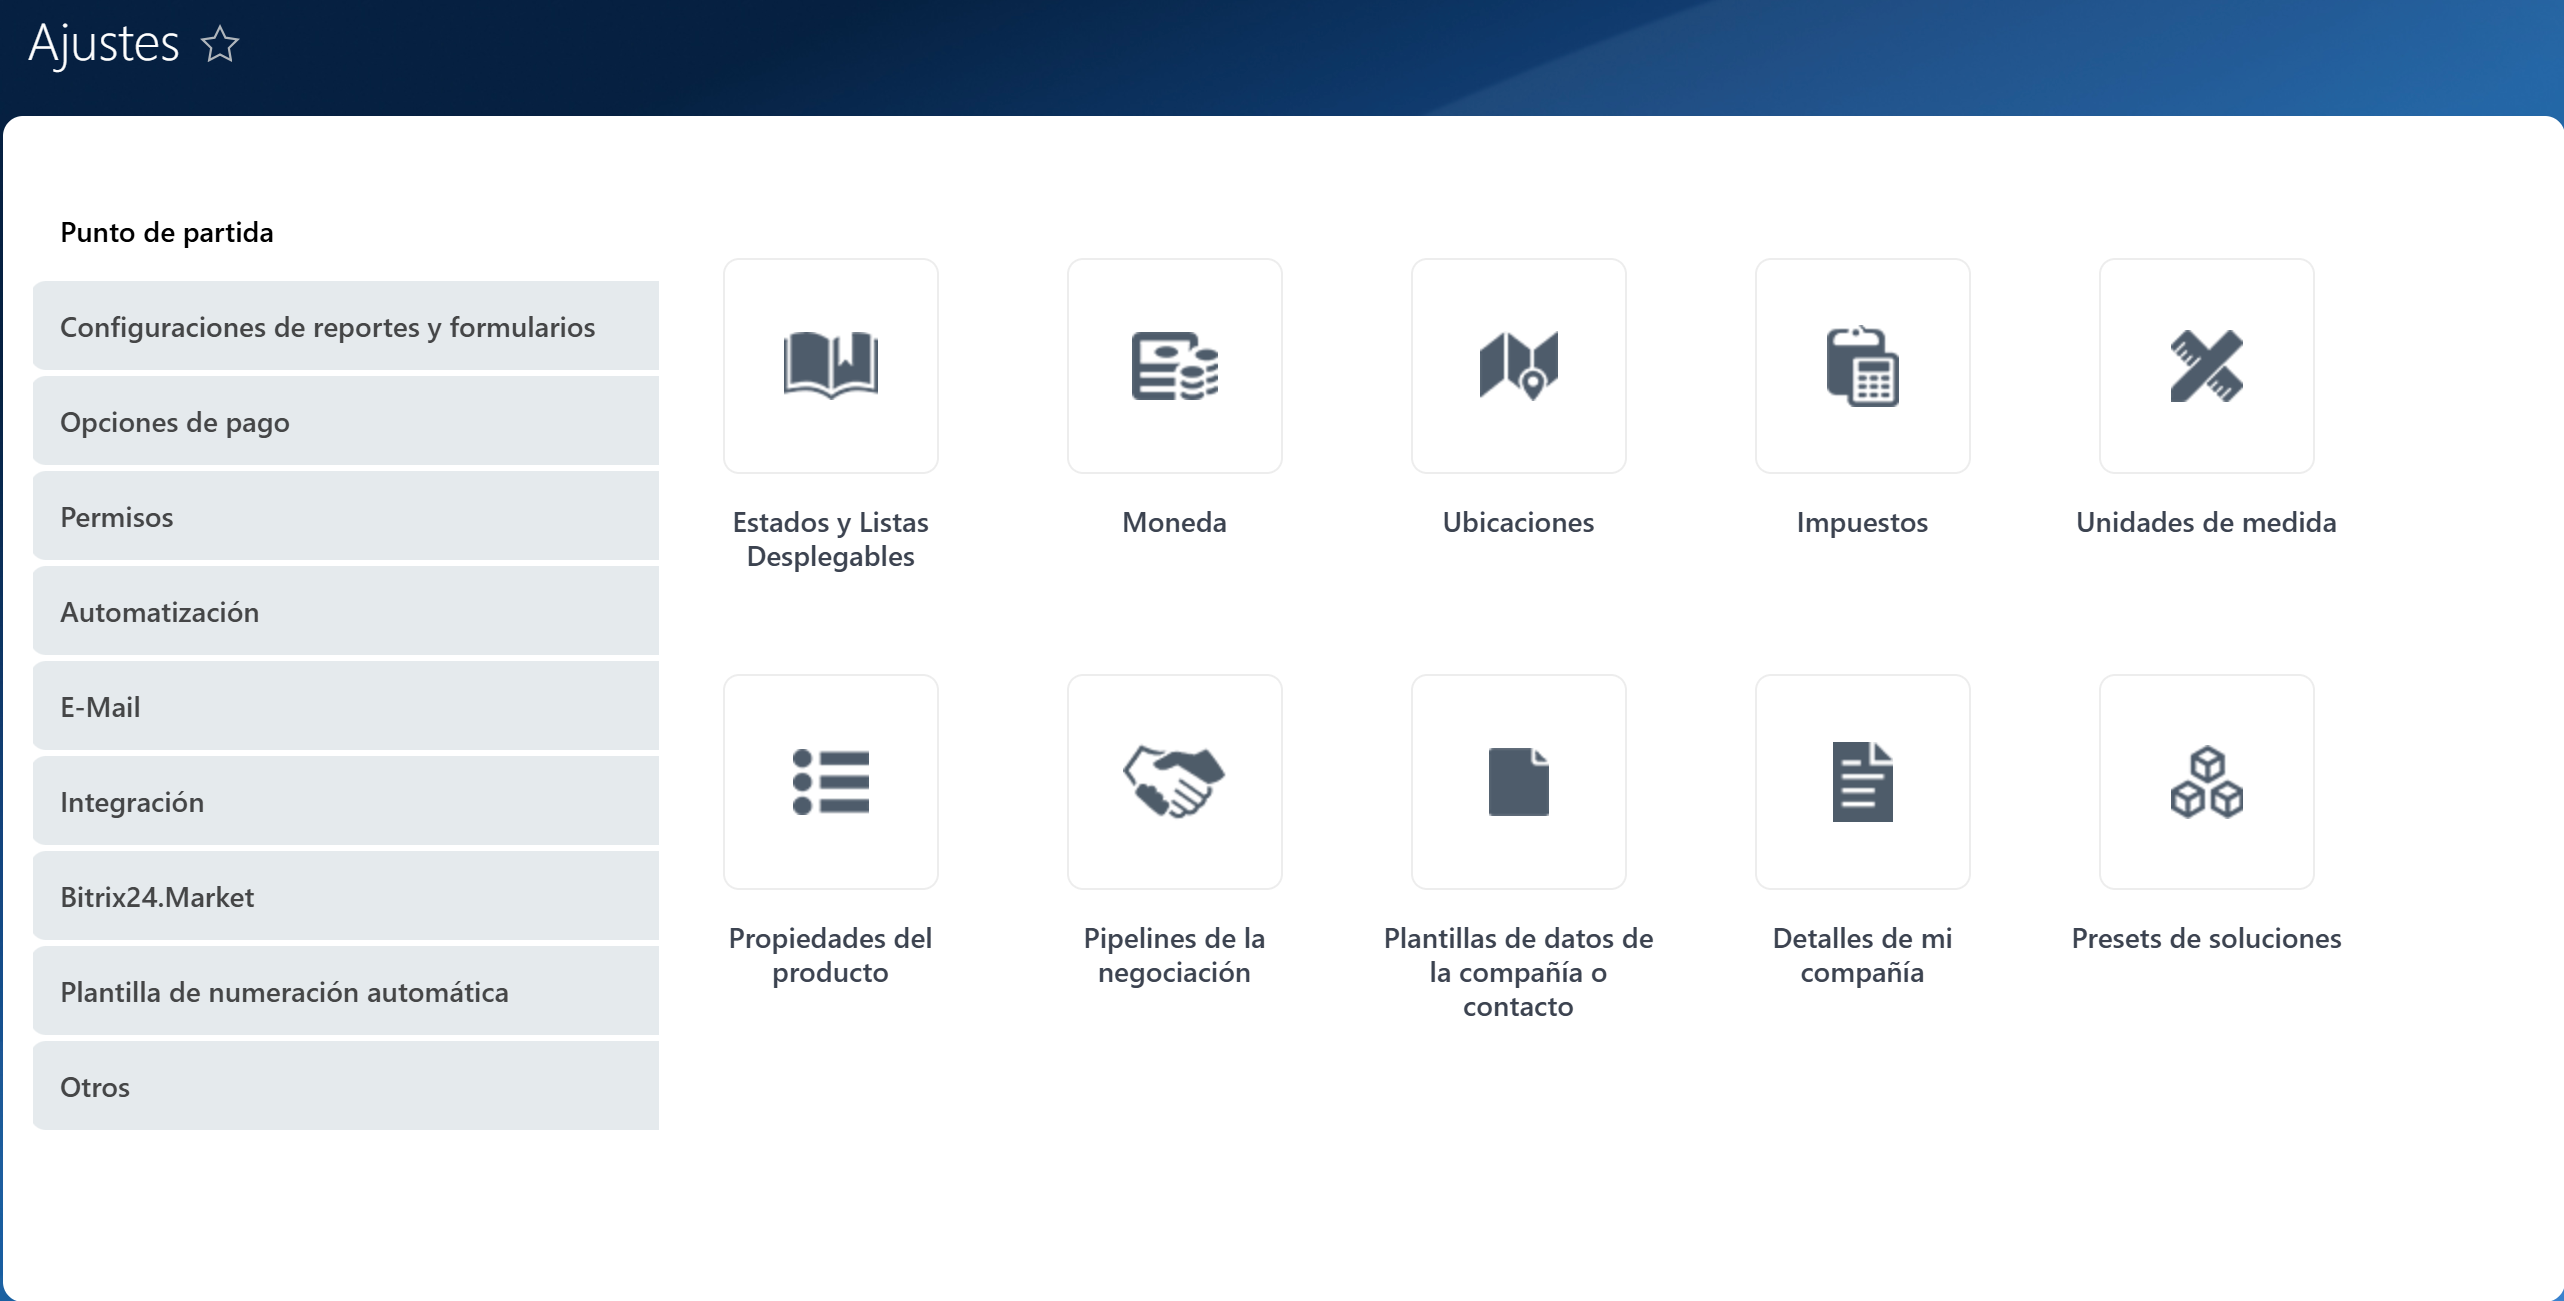 Ajustes
Punto de partida
Configuraciones de reportes y formularios
Opciones de pago
Permisos
Automatización
E-Mail
Integración
Bitrix24.Market
Plantilla de numeración automática
Otros
Estados y Listas
Desplegables
Moneda
Ubicaciones
Impuestos
Unidades de medida
Propiedades del
producto
Pipelines de la
negociación
Plantillas de datos de
la compañía o
contacto
Detalles de mi
compañía
Presets de soluciones